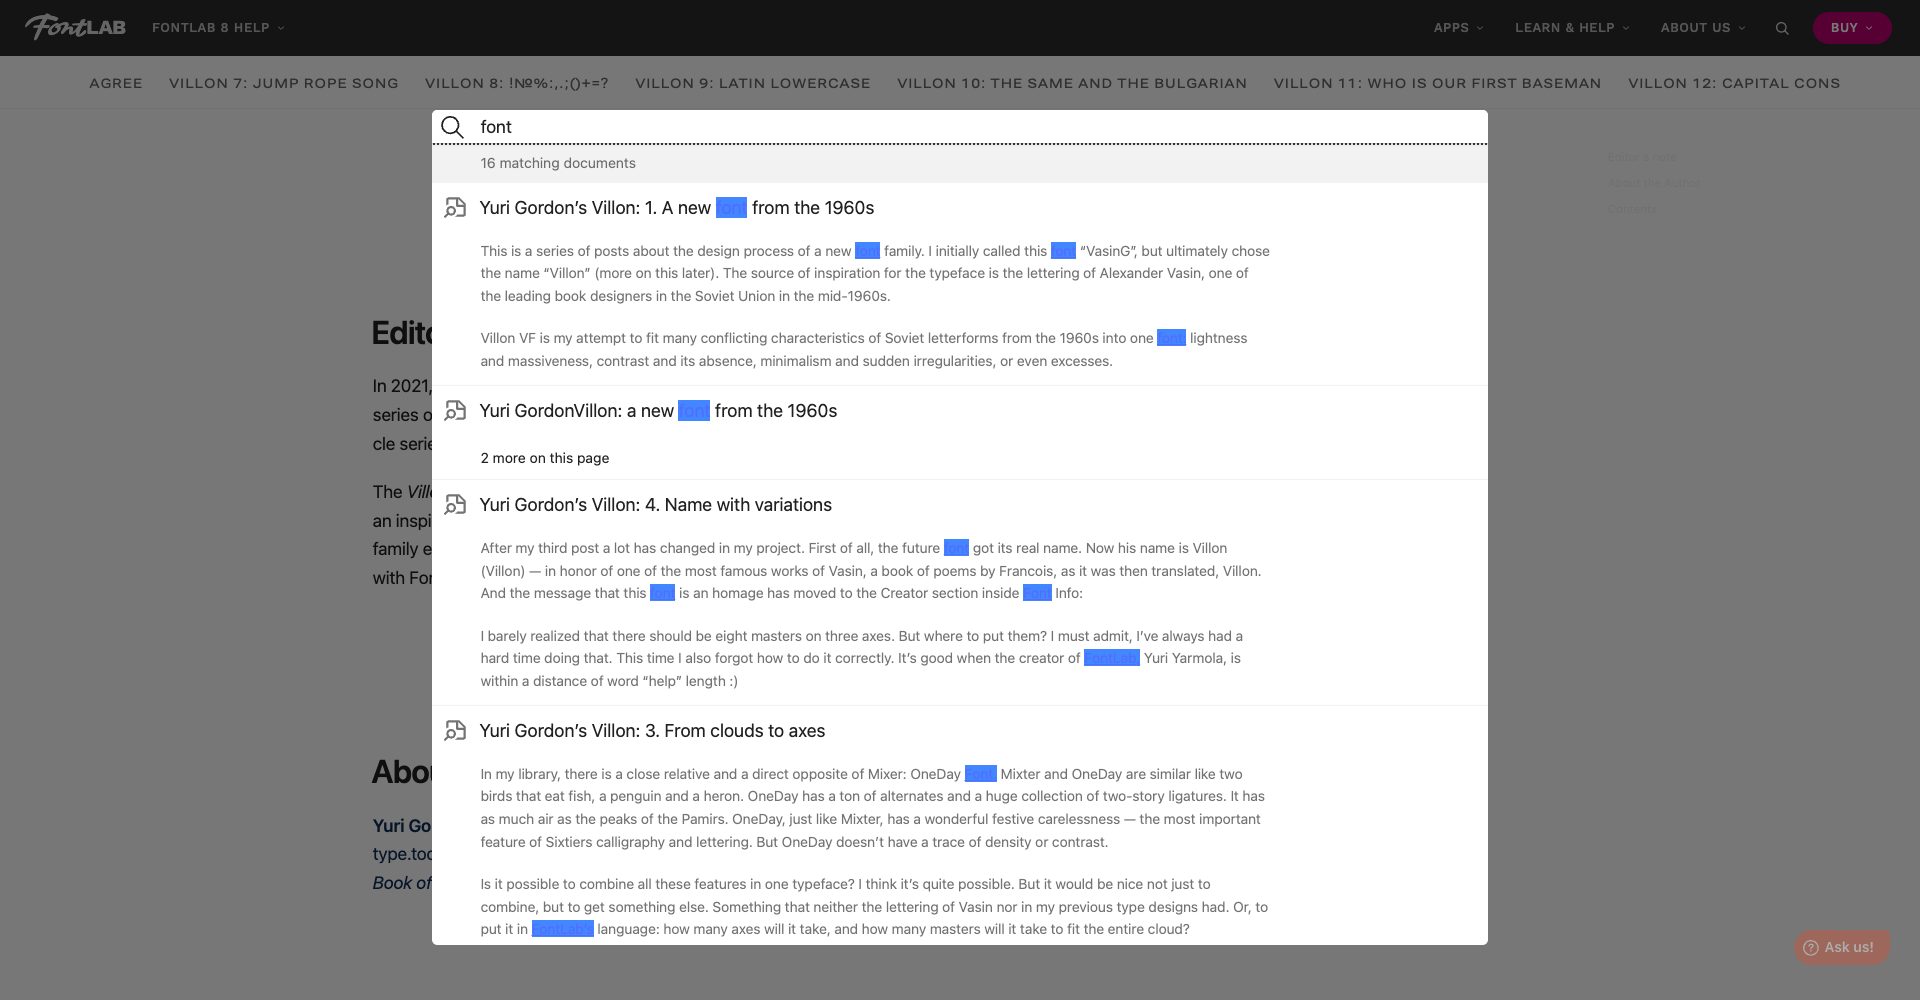 FontLAB
FONTLAB 8 HELP
APPS
LEARN & HELP
ABOUT US
BUY
AGREE
VILLON 7: JUMP ROPE SONG
VILLON 8: !№%:,.;()+=?
VILLON 9: LATIN LOWERCASE
VILLON 10: THE SAME AND THE BULGARIAN
VILLON 11: WHO IS OUR FIRST BASEMAN
VILLON 12: CAPITAL CONS
font
16 matching documents
Yuri Gordon’s Villon: 1. A new font from the 1960s
This is a series of posts about the design process of a new font family. I initially called this font “VasinG”, but ultimately chose
the name “Villon” (more on this later). The source of inspiration for the typeface is the lettering of Alexander Vasin, one of
the leading book designers in the Soviet Union in the mid-1960s.
Villon VF is my attempt to fit many conflicting characteristics of Soviet letterforms from the 1960s into one font: lightness
and massiveness, contrast and its absence, minimalism and sudden irregularities, or even excesses.
Yuri GordonVillon: a new font from the 1960s
2 more on this page
Yuri Gordon’s Villon: 4. Name with variations
After my third post a lot has changed in my project. First of all, the future font got its real name. Now his name is Villon
(Villon) — in honor of one of the most famous works of Vasin, a book of poems by Francois, as it was then translated, Villon.
And the message that this font is an homage has moved to the Creator section inside Font Info:
I barely realized that there should be eight masters on three axes. But where to put them? I must admit, I’ve always had a
hard time doing that. This time I also forgot how to do it correctly. It’s good when the creator of FontLab, Yuri Yarmola, is
within a distance of word “help” length :)
Yuri Gordon’s Villon: 3. From clouds to axes
In my library, there is a close relative and a direct opposite of Mixer: OneDay Font. Mixter and OneDay are similar like two
birds that eat fish, a penguin and a heron. OneDay has a ton of alternates and a huge collection of two-story ligatures. It has
as much air as the peaks of the Pamirs. OneDay, just like Mixter, has a wonderful festive carelessness — the most important
feature of Sixtiers calligraphy and lettering. But OneDay doesn’t have a trace of density or contrast.
Is it possible to combine all these features in one typeface? I think it’s quite possible. But it would be nice not just to
combine, but to get something else. Something that neither the lettering of Vasin nor in my previous type designs had. Or, to
put it in FontLab’s language: how many axes will it take, and how many masters will it take to fit the entire cloud?
In 2021,
series o
cle serie
The
an inspi
family e
with For
Yuri Go
type.to
Book of
Editor’s note
About the Author
Contents
Ask us!